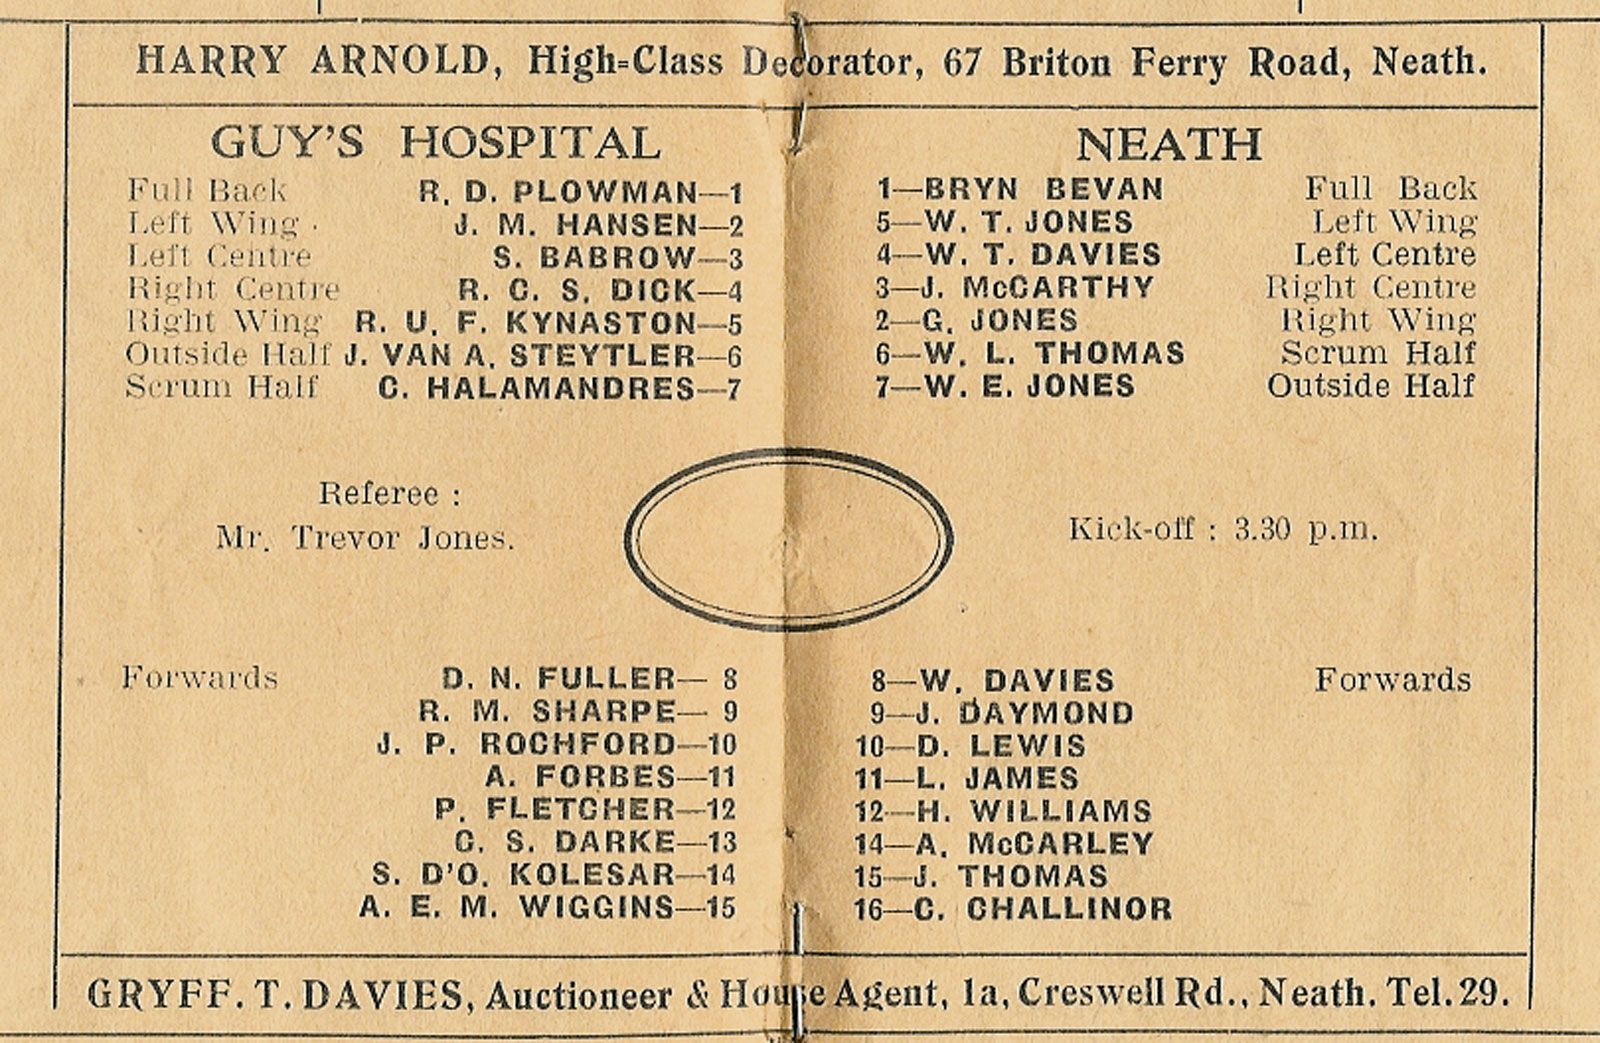 HARRY ARNOLD, High-Class Decorator, 67 Briton Ferry Road, Neath.
GUY'S HOSPITAL
Full Back R. D. PLOWMAN—1
Left Wing J. M. HANSEN—2
Left Centre S. BABROW—3
Right Centre R. C. S. DICK—4
Right Wing R. U. F. KYNASTON—5
Outside Half J. VAN A. STEYTLER—6
Scrum Half C. HALAMANDRES—7
Referee :
Mr. Trevor Jones.
Forwards D. N. FULLER— 8
R. M. SHARPE— 9
J. P. ROCHFORD—10
A. FORBES—11
P. FLETCHER—12
C. S. DARKE—13
S. D'O. KOLESAR—14
A. E. M. WIGGINS—15
NEATH
1—BRYN BEVAN Full Back
5—W. T. JONES Left Wing
4—W. T. DAVIES Left Centre
3—J. McCARTHY Right Centre
2—G. JONES Right Wing
6—W. L. THOMAS Scrum Half
7—W. E. JONES Outside Half
Kick-off : 3.30 p.m.
8—W. DAVIES Forwards
9—J. DAYMOND
10—D. LEWIS
11—L. JAMES
12—H. WILLIAMS
14—A. McCARLEY
15—J. THOMAS
16—C. CHALLINOR
GRYFF. T. DAVIES, Auctioneer & House Agent, 1a, Creswell Rd., Neath. Tel. 29.